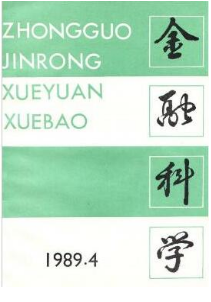 ZHONGGUO
JINRONG
XUEYUAN
XUEBAO
金融科学
1989.4